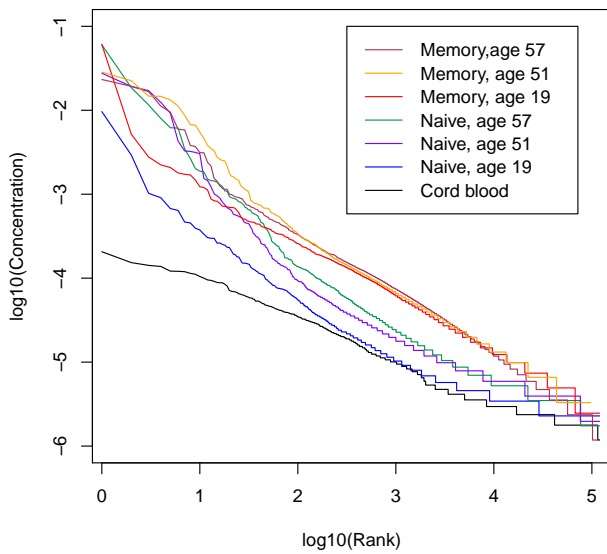 −1
−2
−3
−4
−5
−6
log10(Concentration)
Memory,age 57
Memory, age 51
Memory, age 19
Naive, age 57
Naive, age 51
Naive, age 19
Cord blood
0 1 2 3 4 5
log10(Rank)